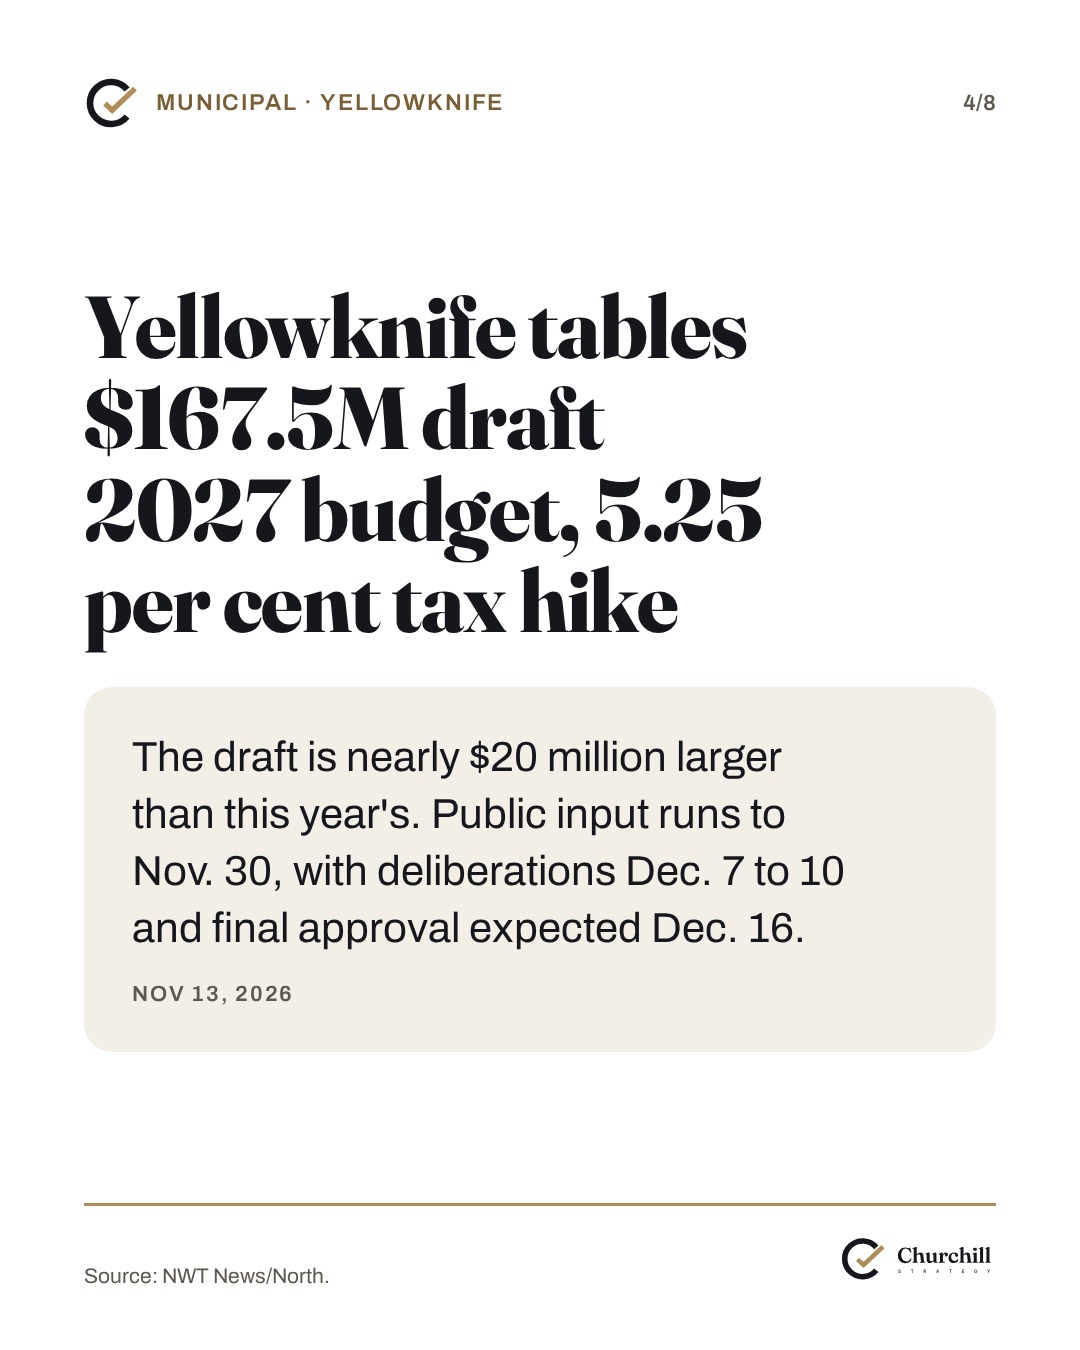 MUNICIPAL · YELLOWKNIFE
4/8
Yellowknife tables
$167.5M draft
2027 budget, 5.25
per cent tax hike
The draft is nearly $20 million larger
than this year's. Public input runs to
Nov. 30, with deliberations Dec. 7 to 10
and final approval expected Dec. 16.
NOV 13, 2026
Source: NWT News/North.
Churchill
STRATEGY